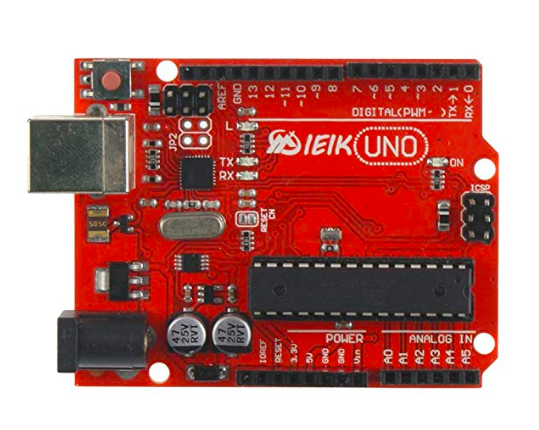 AREF
GND
13
12
~11
~10
~9
8
7
~6
~5
4
~3
2
TX→1
RX←0
DIGITAL(PWM~)
L
JP2
IEIK UNO
TX
RX
ON
ICSP
RESET
EN
47
25V
RVT
47
25V
RVT
IOREF
RESET
3.3V
5V
GND
GND
Vin
POWER
ANALOG IN
A0
A1
A2
A3
A4
A5